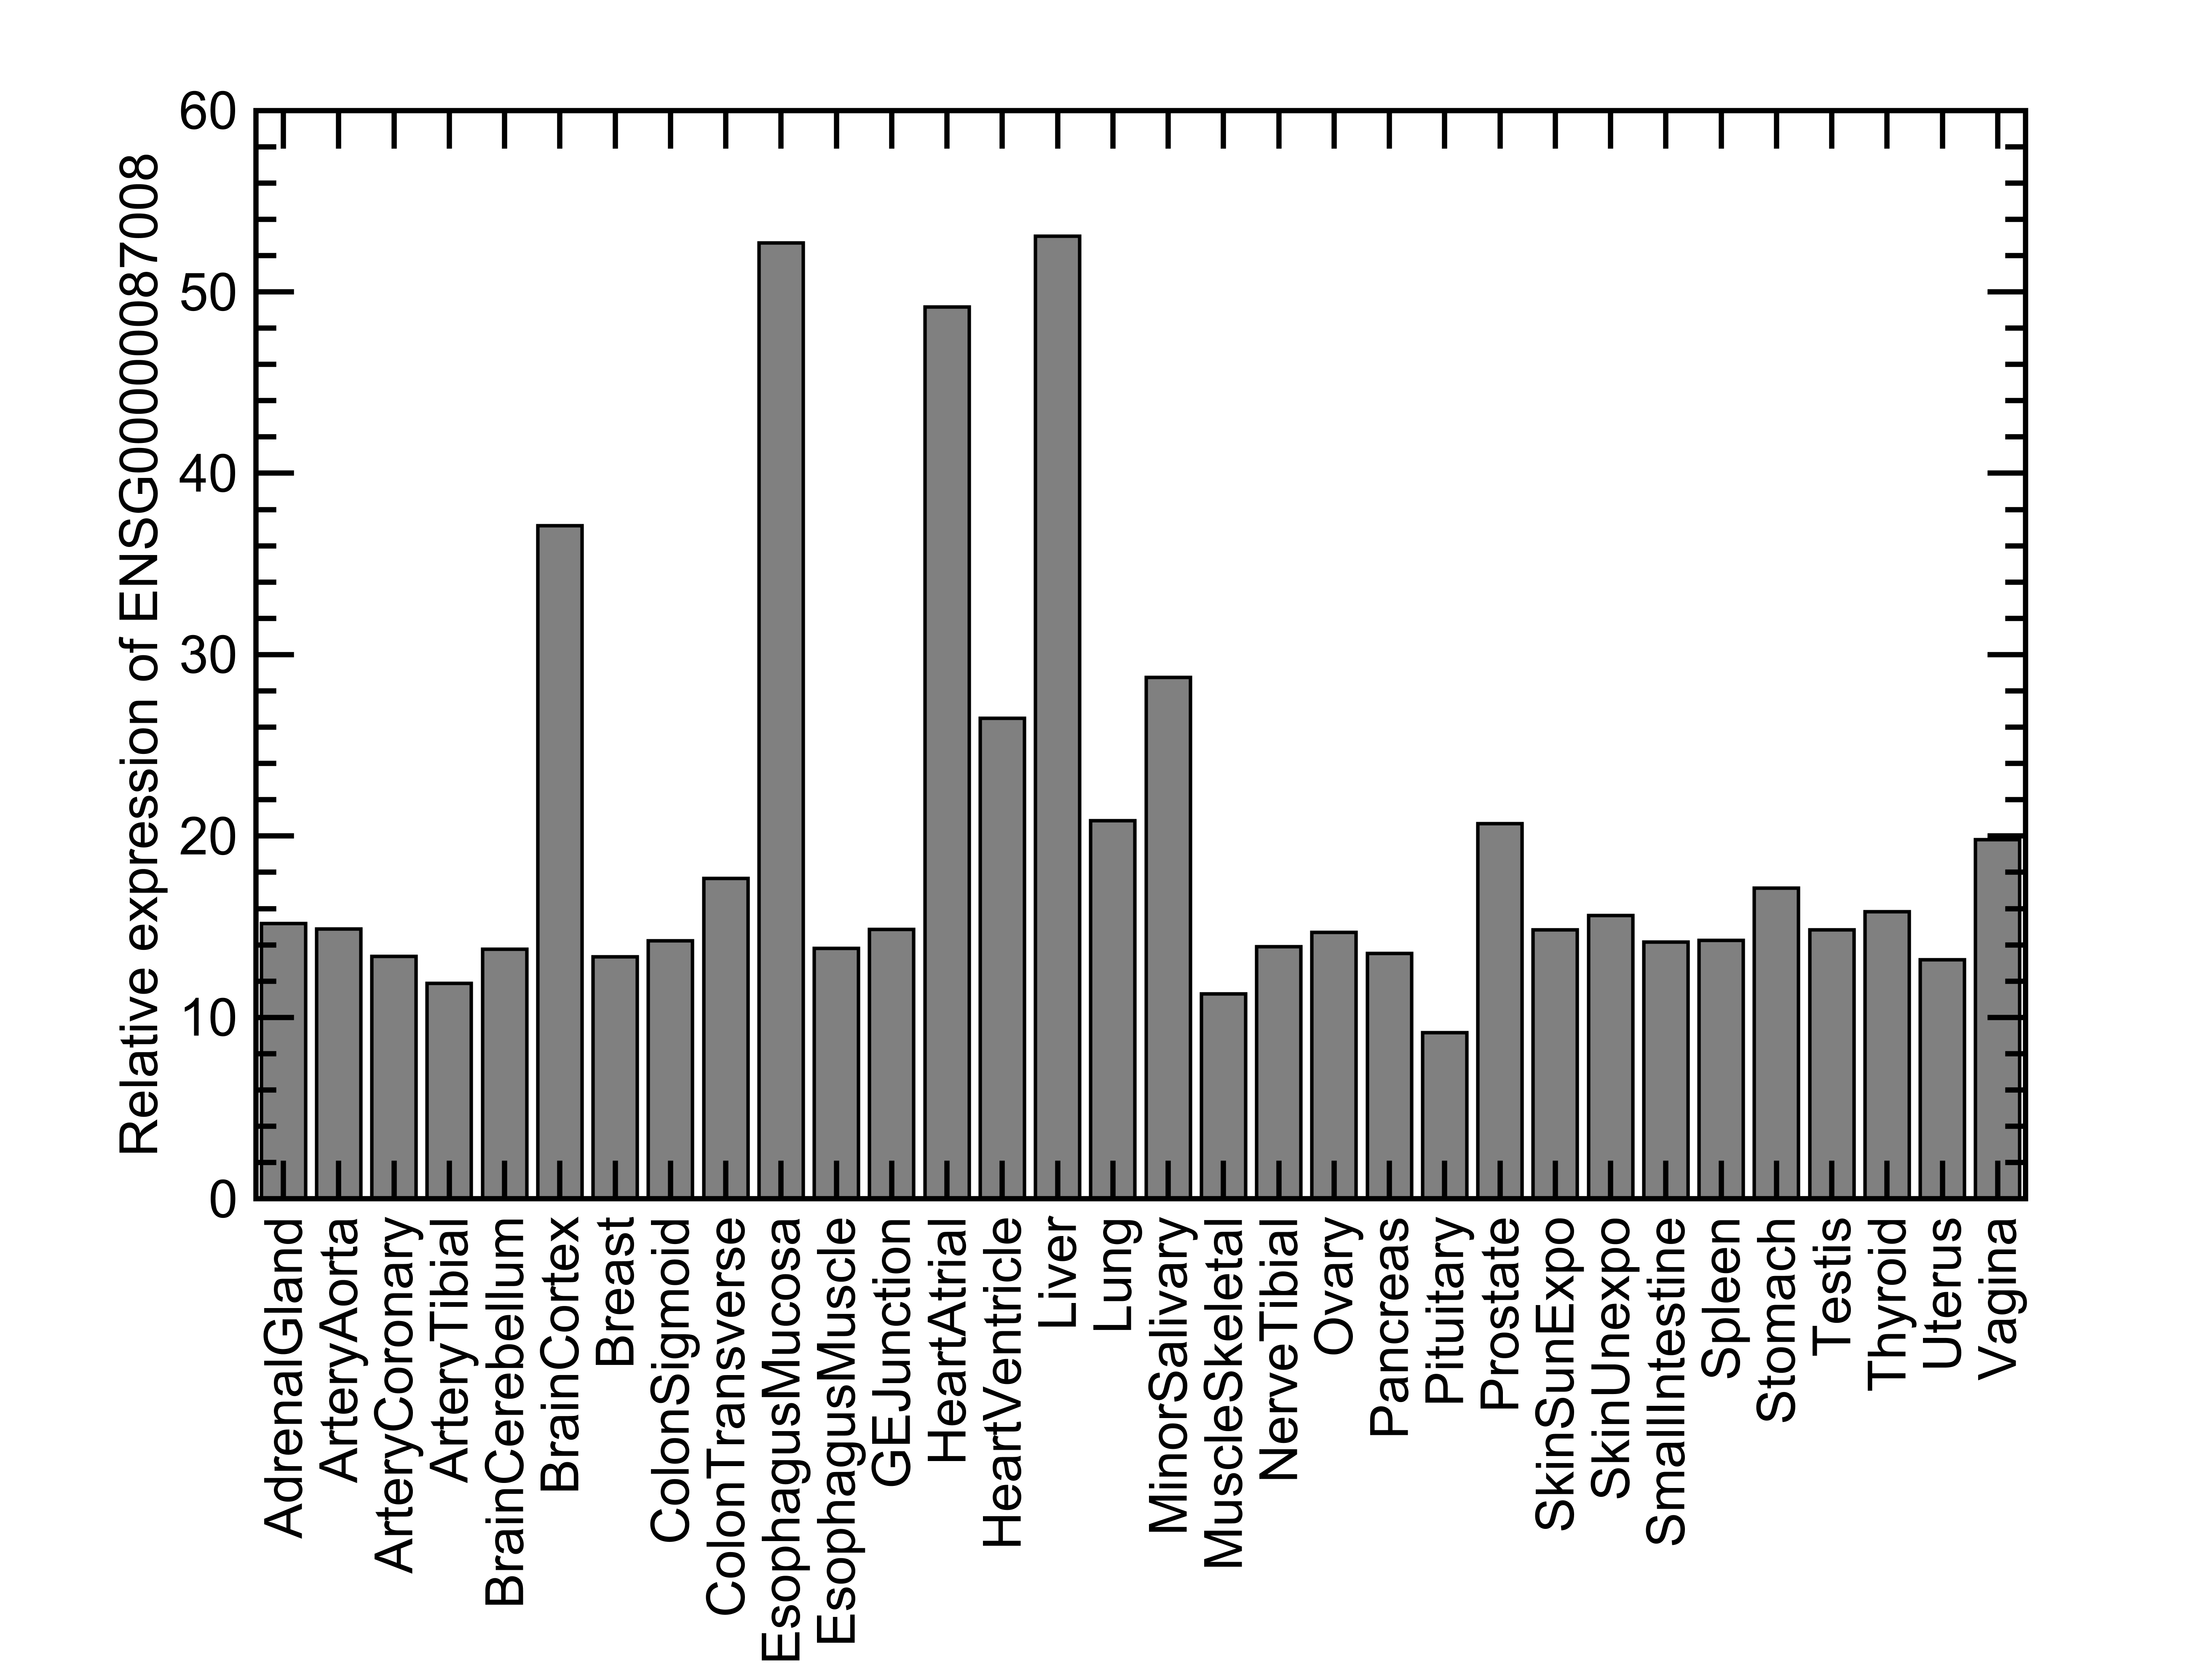 Relative expression of ENSG00000087008
60
50
40
30
20
10
0
AdrenalGland
ArteryAorta
ArteryCoronary
ArteryTibial
BrainCerebellum
BrainCortex
Breast
ColonSigmoid
ColonTransverse
EsophagusMucosa
EsophagusMuscle
GEJunction
HeartAtrial
HeartVentricle
Liver
Lung
MinorSalivary
MuscleSkeletal
NerveTibial
Ovary
Pancreas
Pituitary
Prostate
SkinSunExpo
SkinUnexpo
SmallIntestine
Spleen
Stomach
Testis
Thyroid
Uterus
Vagina